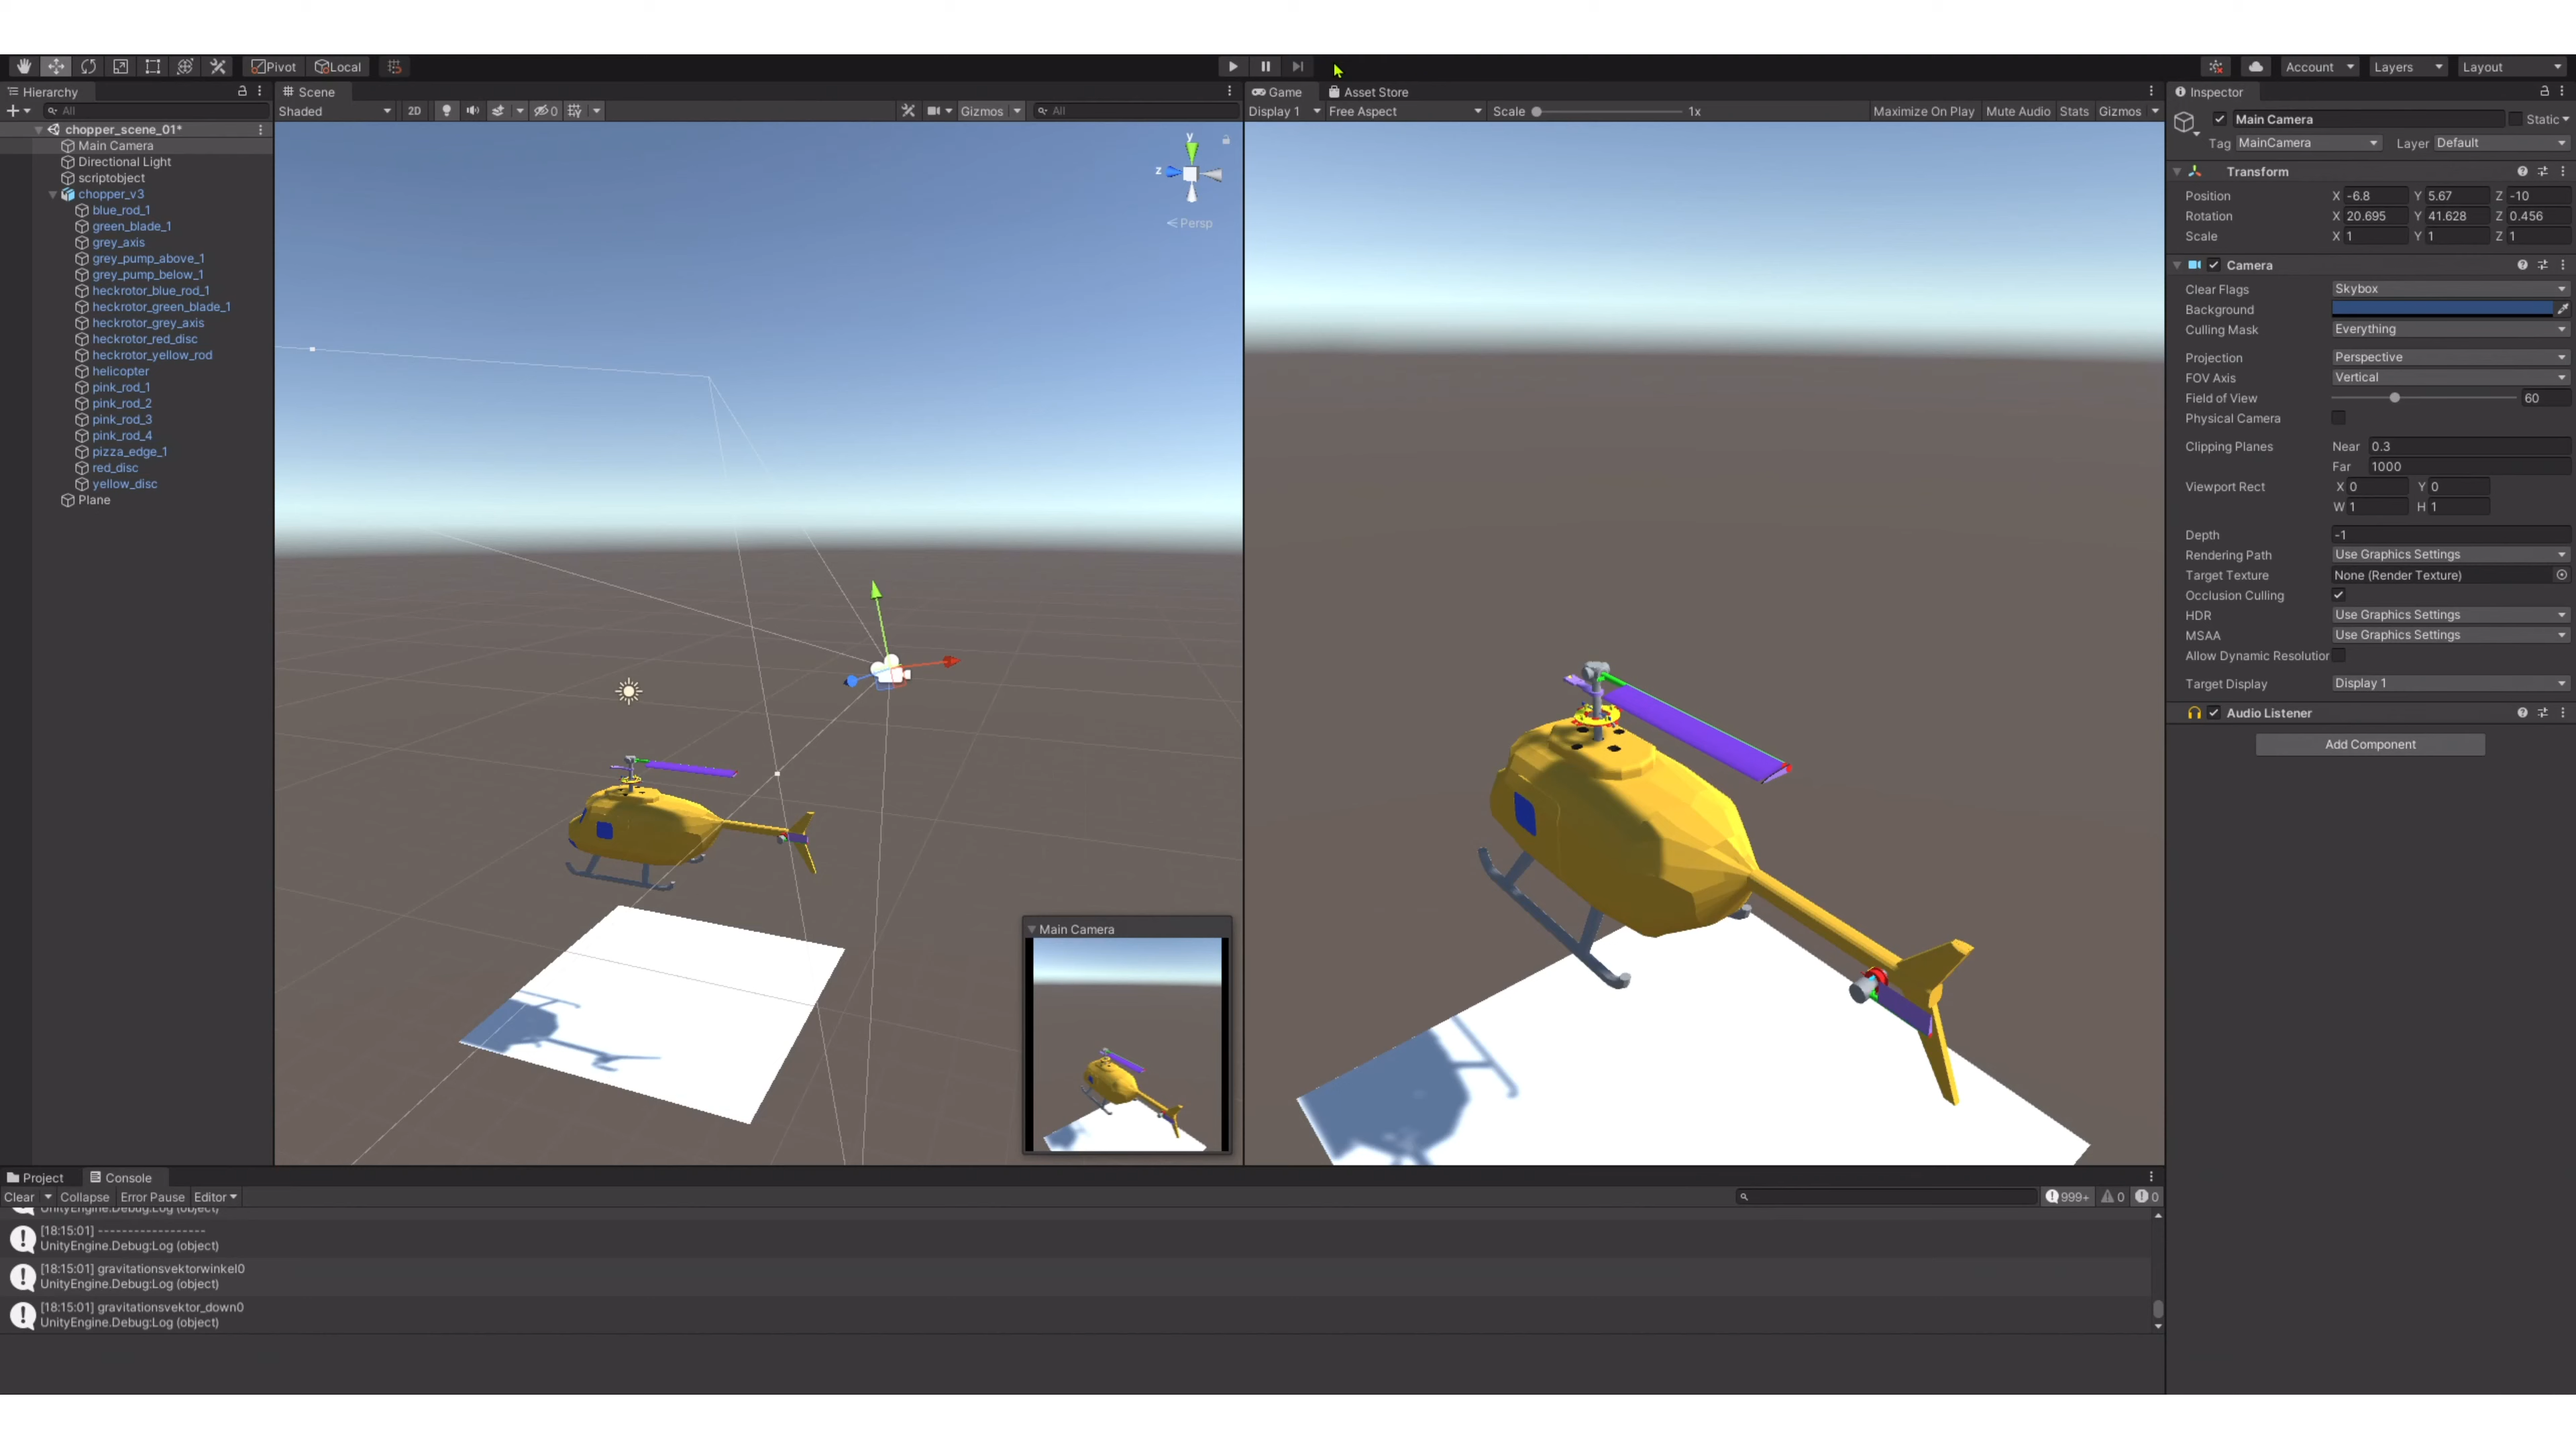 Pivot Local
Account Layers Layout
Hierarchy
All
chopper_scene_01*
Main Camera
Directional Light
scriptobject
chopper_v3
blue_rod_1
green_blade_1
grey_axis
grey_pump_above_1
grey_pump_below_1
heckrotor_blue_rod_1
heckrotor_green_blade_1
heckrotor_grey_axis
heckrotor_red_disc
heckrotor_yellow_rod
helicopter
pink_rod_1
pink_rod_2
pink_rod_3
pink_rod_4
pizza_edge_1
red_disc
yellow_disc
Plane
Scene
Shaded 2D 0 Gizmos All
y
z
Persp
Main Camera
Game Asset Store
Display 1 Free Aspect Scale 1x Maximize On Play Mute Audio Stats Gizmos
Inspector
Main Camera Static
Tag MainCamera Layer Default
Transform
Position X -6.8 Y 5.67 Z -10
Rotation X 20.695 Y 41.628 Z 0.456
Scale X 1 Y 1 Z 1
Camera
Clear Flags Skybox
Background
Culling Mask Everything
Projection Perspective
FOV Axis Vertical
Field of View 60
Physical Camera
Clipping Planes Near 0.3
Far 1000
Viewport Rect X 0 Y 0
W 1 H 1
Depth -1
Rendering Path Use Graphics Settings
Target Texture None (Render Texture)
Occlusion Culling
HDR Use Graphics Settings
MSAA Use Graphics Settings
Allow Dynamic Resolution
Target Display Display 1
Audio Listener
Add Component
Project Console
Clear Collapse Error Pause Editor 999+ 0 0
UnityEngine.Debug:Log (object)
[18:15:01] -------------------
UnityEngine.Debug:Log (object)
[18:15:01] gravitationsvektorwinkel0
UnityEngine.Debug:Log (object)
[18:15:01] gravitationsvektor_down0
UnityEngine.Debug:Log (object)